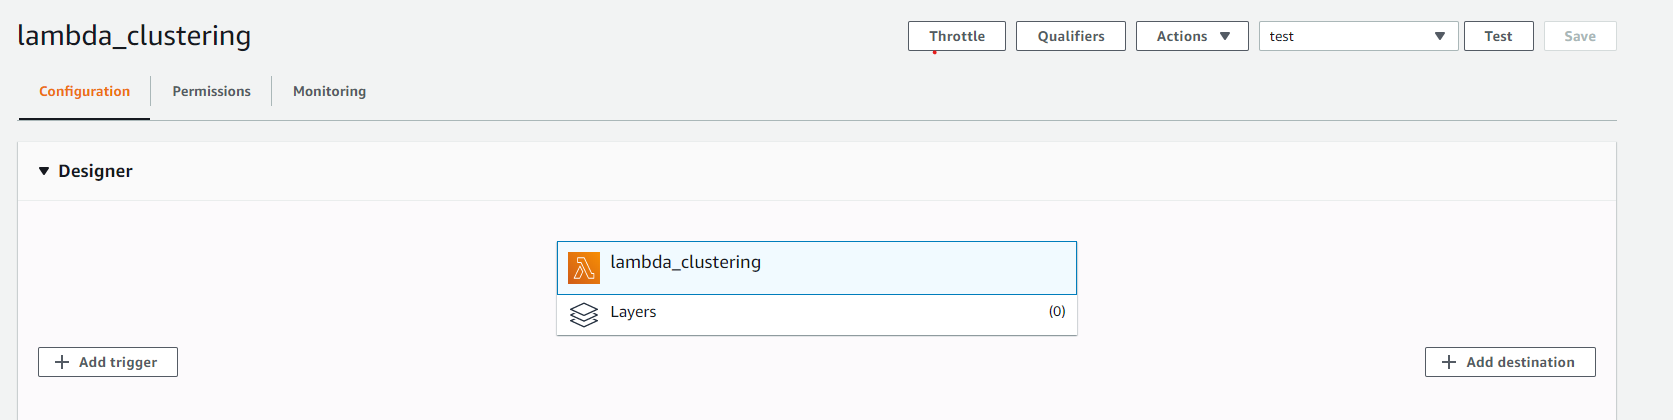 lambda_clustering
Throttle Qualifiers Actions test Test Save
Configuration Permissions Monitoring
Designer
lambda_clustering
Layers (0)
Add trigger Add destination